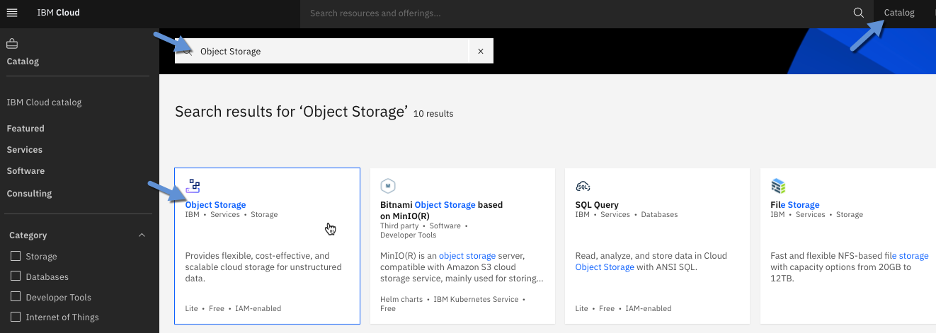 IBM Cloud
Search resources and offerings...
Catalog
Catalog
Object Storage
IBM Cloud catalog
Featured
Services
Software
Consulting
Category
Storage
Databases
Developer Tools
Internet of Things
Search results for ‘Object Storage’ 10 results
Object Storage
IBM • Services • Storage
Provides flexible, cost-effective, and
scalable cloud storage for unstructured
data.
Lite • Free • IAM-enabled
Bitnami Object Storage based
on MinIO(R)
Third party • Software •
Developer Tools
MinIO(R) is an object storage server,
compatible with Amazon S3 cloud
storage service, mainly used for storing...
Helm charts • IBM Kubernetes Service •
Free
SQL
SQL Query
IBM • Services • Databases
Read, analyze, and store data in Cloud
Object Storage with ANSI SQL.
Lite • Free • IAM-enabled
File Storage
IBM • Services • Storage
Fast and flexible NFS-based file storage
with capacity options from 20GB to
12TB.